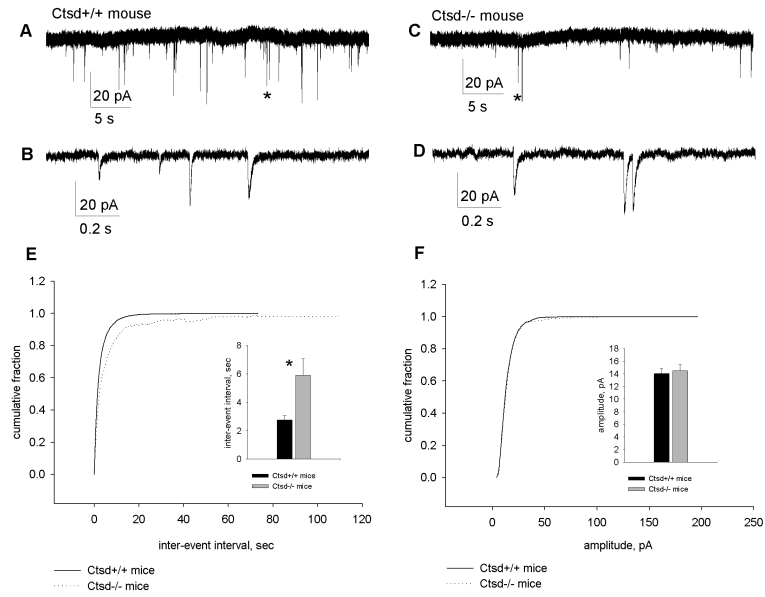 Ctsd+/+ mouse
A
20 pA
5 s
*
B
20 pA
0.2 s
Ctsd-/- mouse
C
20 pA
5 s
*
D
20 pA
0.2 s
E
1.2
1.0
0.8
0.6
0.4
0.2
0.0
cumulative fraction
0 20 40 60 80 100 120
inter-event interval, sec
8
6
4
2
0
inter-event interval, sec
*
Ctsd+/+ mice
Ctsd-/- mice
Ctsd+/+ mice
Ctsd-/- mice
F
1.2
1.0
0.8
0.6
0.4
0.2
0.0
cumulative fraction
0 50 100 150 200 250
amplitude, pA
18
16
14
12
10
8
6
4
2
0
amplitude, pA
Ctsd+/+ mice
Ctsd-/- mice
Ctsd+/+ mice
Ctsd-/- mice